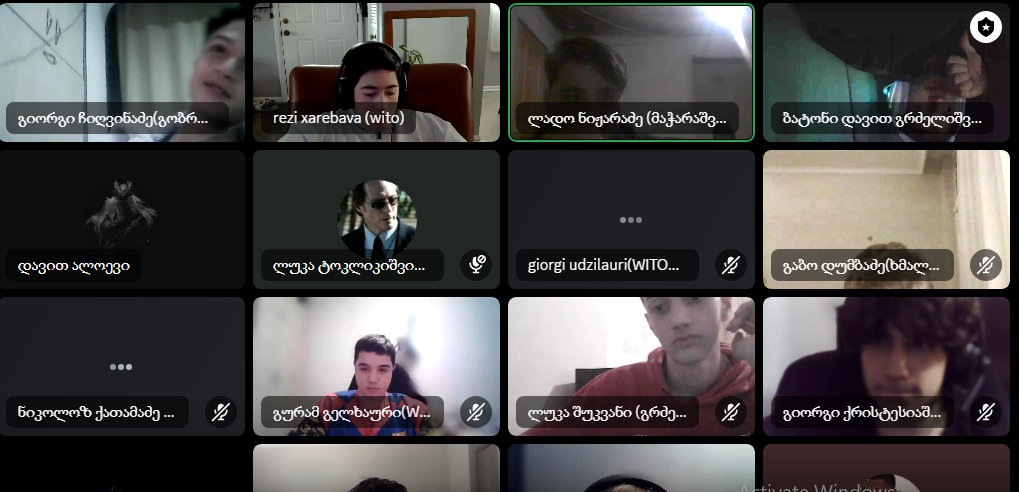 გიორგი ჩიღვინაძე(გობრ...
rezi xarebava (wito)
ლადო ნიჟარაძე (მაჭარაშვ...
ბატონი დავით გრძელიშვ...
დავით ალოევი
ლუკა ტოკლიკიშვი...
giorgi udzilauri(WITO...
გაბო დუმბაძე(ხმალ...
ნიკოლოზ ქათამაძე ...
გურამ გელხაური(W...
ლუკა შუკვანი (გრძე...
გიორგი ქრისტესიაშ...
Activate Windows